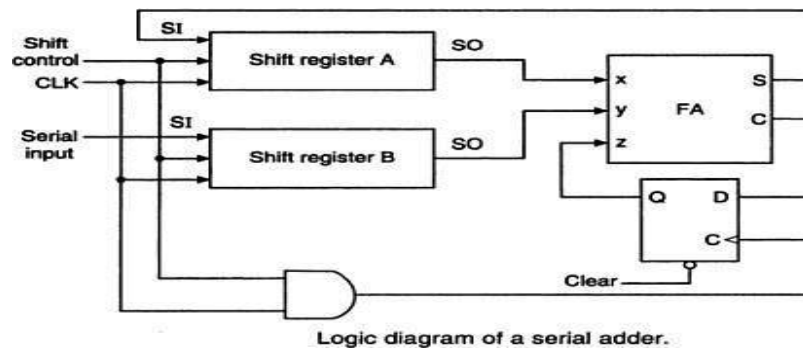 SI
Shift control
CLK
Shift register A
SO
x
y
z
FA
S
C
Serial input
SI
Shift register B
SO
Q
D
C
Clear
Logic diagram of a serial adder.